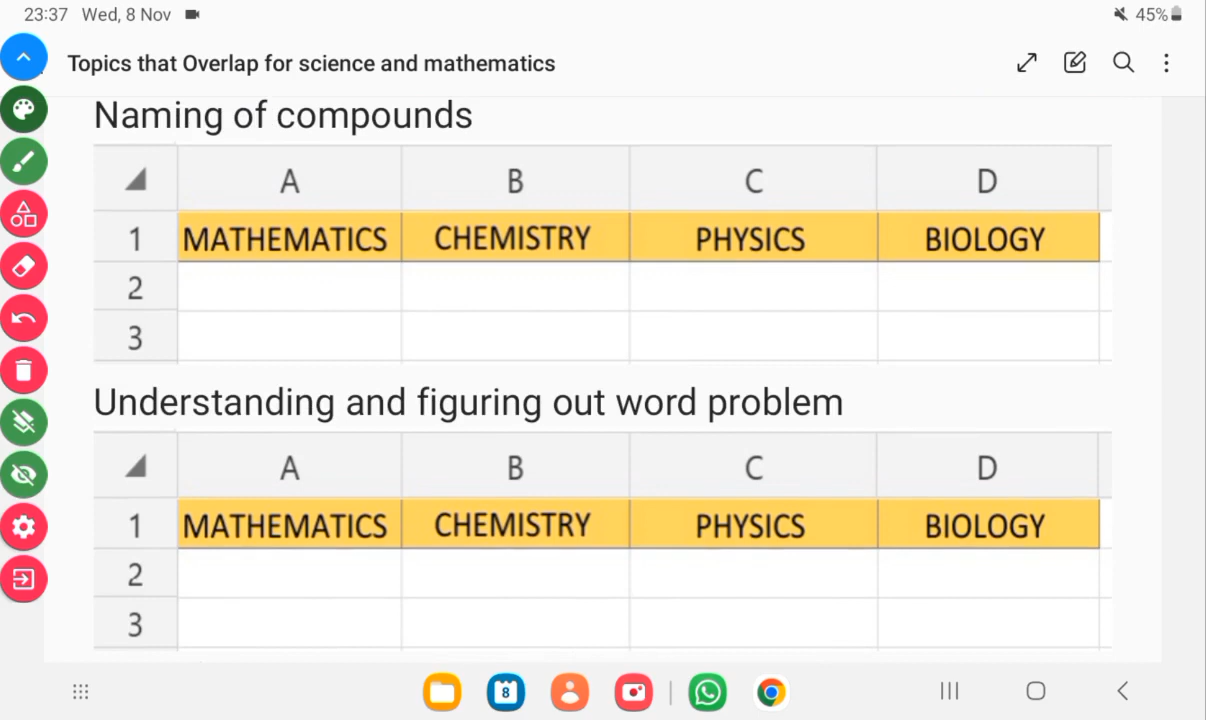 23:37 Wed, 8 Nov 45%
Topics that Overlap for science and mathematics
Naming of compounds
A B C D
1 MATHEMATICS CHEMISTRY PHYSICS BIOLOGY
2
3
Understanding and figuring out word problem
A B C D
1 MATHEMATICS CHEMISTRY PHYSICS BIOLOGY
2
3
8